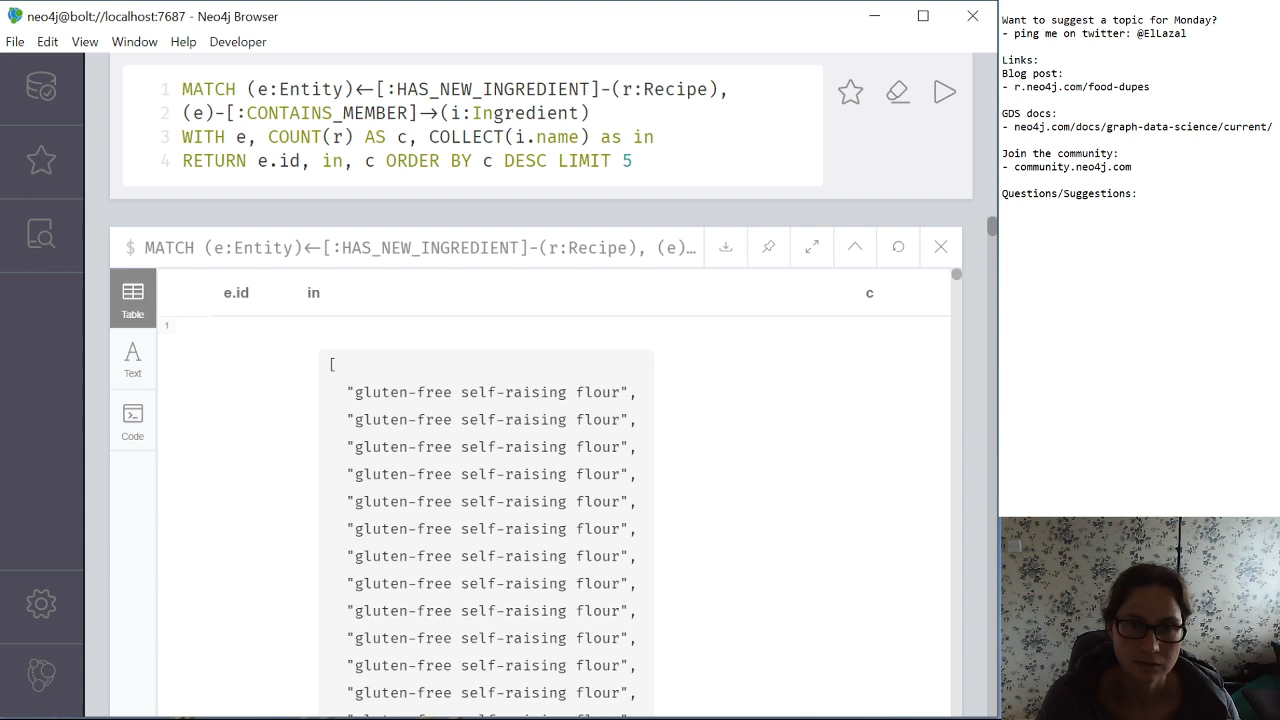 neo4j@bolt://localhost:7687 - Neo4j Browser
File Edit View Window Help Developer
1 MATCH (e:Entity)←[:HAS_NEW_INGREDIENT]-(r:Recipe),
2 (e)-[:CONTAINS_MEMBER]→(i:Ingredient)
3 WITH e, COUNT(r) AS c, COLLECT(i.name) as in
4 RETURN e.id, in, c ORDER BY c DESC LIMIT 5
$ MATCH (e:Entity)←[:HAS_NEW_INGREDIENT]-(r:Recipe), (e)…
Table
Text
Code
e.id in c
1
[
"gluten-free self-raising flour",
"gluten-free self-raising flour",
"gluten-free self-raising flour",
"gluten-free self-raising flour",
"gluten-free self-raising flour",
"gluten-free self-raising flour",
"gluten-free self-raising flour",
"gluten-free self-raising flour",
"gluten-free self-raising flour",
"gluten-free self-raising flour",
"gluten-free self-raising flour",
"gluten-free self-raising flour",
Want to suggest a topic for Monday?
- ping me on twitter: @ElLazal
Links:
Blog post:
- r.neo4j.com/food-dupes
GDS docs:
- neo4j.com/docs/graph-data-science/current/
Join the community:
- community.neo4j.com
Questions/Suggestions: